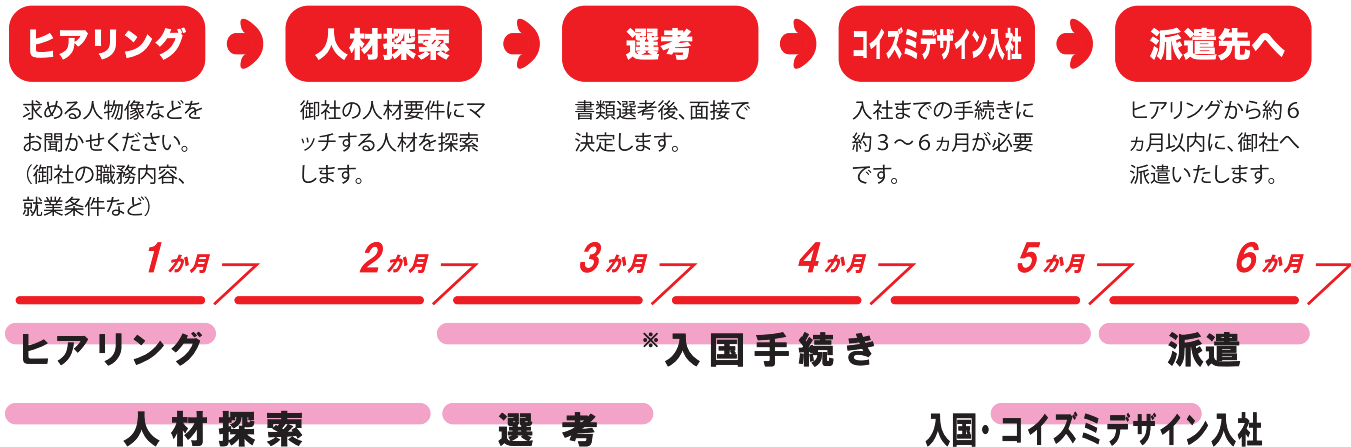 ヒアリング
人材探索
選考
コイズミデザイン入社
派遣先へ
求める人物像などを
お聞かせください。
（御社の職務内容、
就業条件など）
御社の人材要件にマ
ッチする人材を探索
します。
書類選考後、面接で
決定します。
入社までの手続きに
約３～６ヵ月が必要
です。
ヒアリングから約６
ヵ月以内に、御社へ
派遣いたします。
1か月
2か月
3か月
4か月
5か月
6か月
ヒアリング
※入国手続き
派遣
人材探索
選考
入国・コイズミデザイン入社